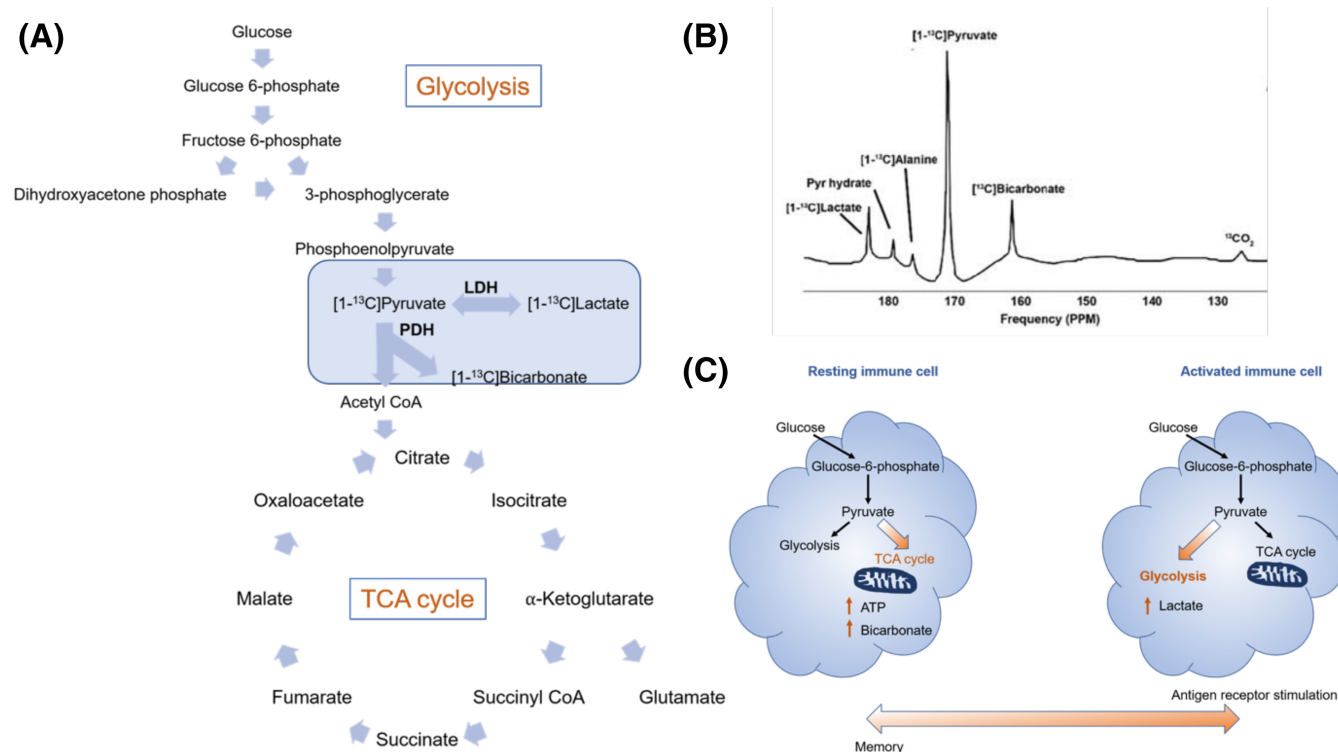 (A)
Glucose
Glycolysis
Glucose 6-phosphate
Fructose 6-phosphate
Dihydroxyacetone phosphate
3-phosphoglycerate
Phosphoenolpyruvate
[1-¹³C]Pyruvate
LDH
[1-¹³C]Lactate
PDH
[1-¹³C]Bicarbonate
Acetyl CoA
Citrate
Oxaloacetate
Isocitrate
Malate
TCA cycle
α-Ketoglutarate
Fumarate
Succinyl CoA
Glutamate
Succinate
(B)
[1-¹³C]Pyruvate
[1-¹³C]Alanine
Pyr hydrate
[1-¹³C]Lactate
[¹³C]Bicarbonate
¹³CO₂
180 170 160 150 140 130
Frequency (PPM)
(C)
Resting immune cell
Glucose
Glucose-6-phosphate
Pyruvate
Glycolysis
TCA cycle
ATP
Bicarbonate
Activated immune cell
Glucose
Glucose-6-phosphate
Pyruvate
TCA cycle
Glycolysis
Lactate
Antigen receptor stimulation
Memory